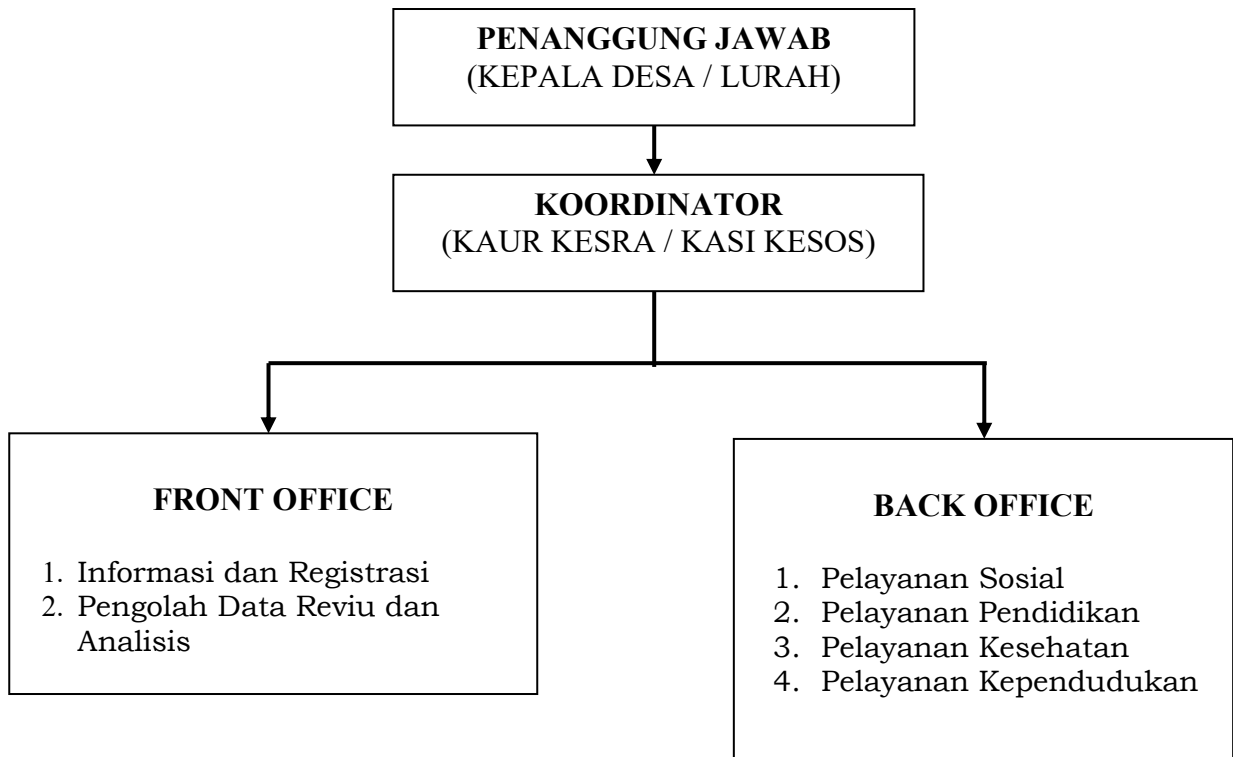 PENANGGUNG JAWAB
(KEPALA DESA / LURAH)
KOORDINATOR
(KAUR KESRA / KASI KESOS)
FRONT OFFICE
1. Informasi dan Registrasi
2. Pengolah Data Reviu dan
Analisis
BACK OFFICE
1. Pelayanan Sosial
2. Pelayanan Pendidikan
3. Pelayanan Kesehatan
4. Pelayanan Kependudukan